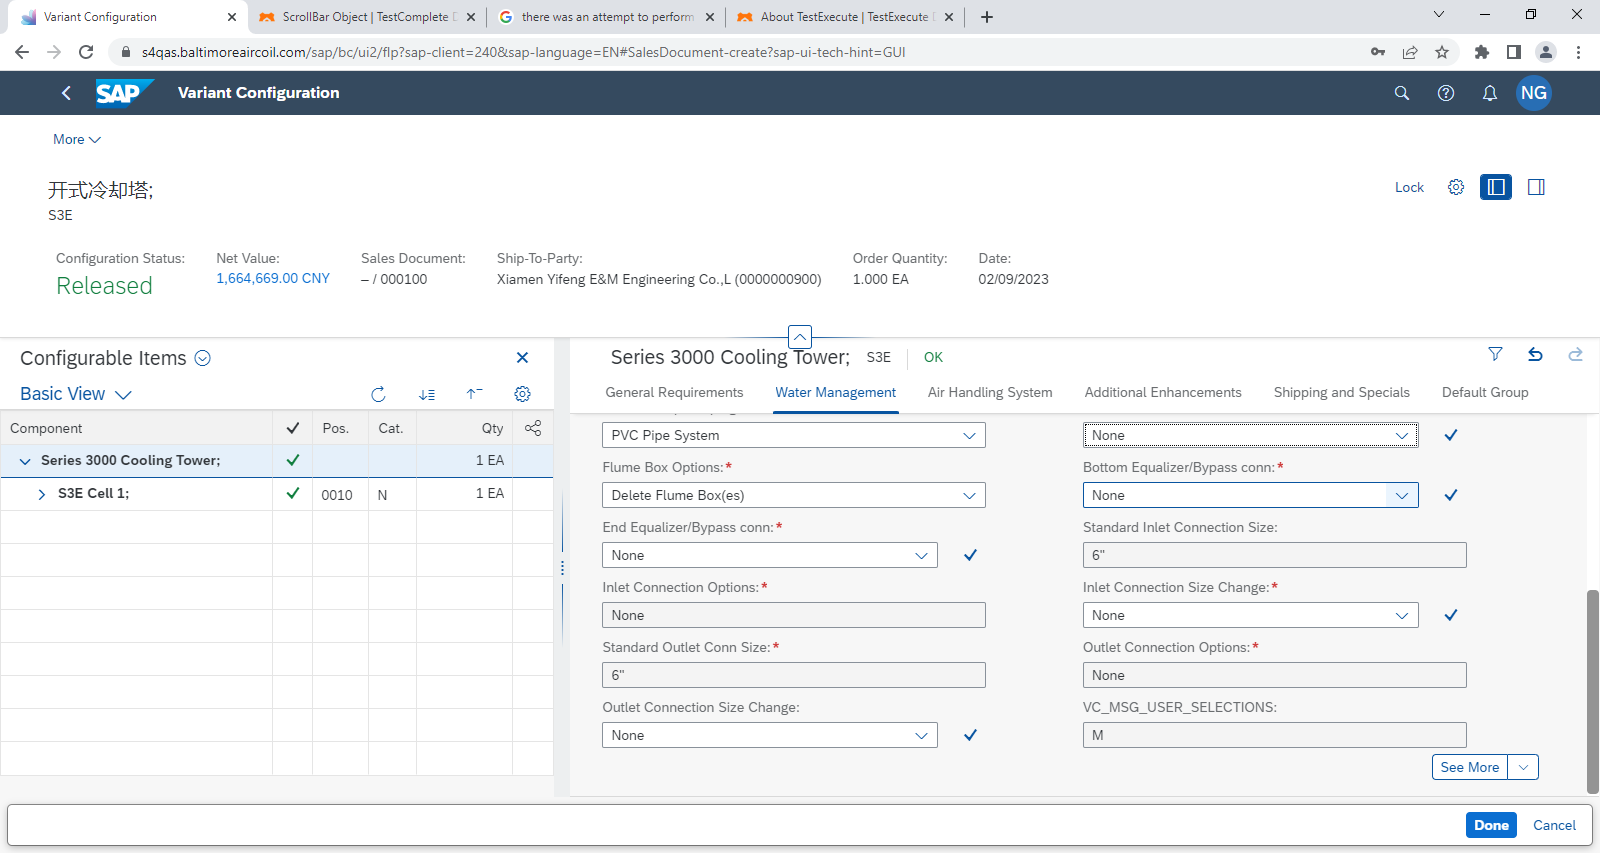 Variant Configuration
ScrollBar Object | TestComplete D
there was an attempt to perform
About TestExecute | TestExecute D
s4qas.baltimoreaircoil.com/sap/bc/ui2/flp?sap-client=240&sap-language=EN#SalesDocument-create?sap-ui-tech-hint=GUI
SAP
Variant Configuration
NG
More
开式冷却塔;
S3E
Lock
Configuration Status:
Net Value:
Sales Document:
Ship-To-Party:
Order Quantity:
Date:
Released
1,664,669.00 CNY
– / 000100
Xiamen Yifeng E&M Engineering Co.,L (0000000900)
1.000 EA
02/09/2023
Configurable Items
Basic View
Component
Pos.
Cat.
Qty
Series 3000 Cooling Tower;
1 EA
S3E Cell 1;
0010
N
1 EA
Series 3000 Cooling Tower;
S3E
OK
General Requirements
Water Management
Air Handling System
Additional Enhancements
Shipping and Specials
Default Group
PVC Pipe System
None
Flume Box Options:*
Bottom Equalizer/Bypass conn:*
Delete Flume Box(es)
None
End Equalizer/Bypass conn:*
Standard Inlet Connection Size:
None
6"
Inlet Connection Options:*
Inlet Connection Size Change:*
None
None
Standard Outlet Conn Size:*
Outlet Connection Options:*
6"
None
Outlet Connection Size Change:
VC_MSG_USER_SELECTIONS:
None
M
See More
Done
Cancel